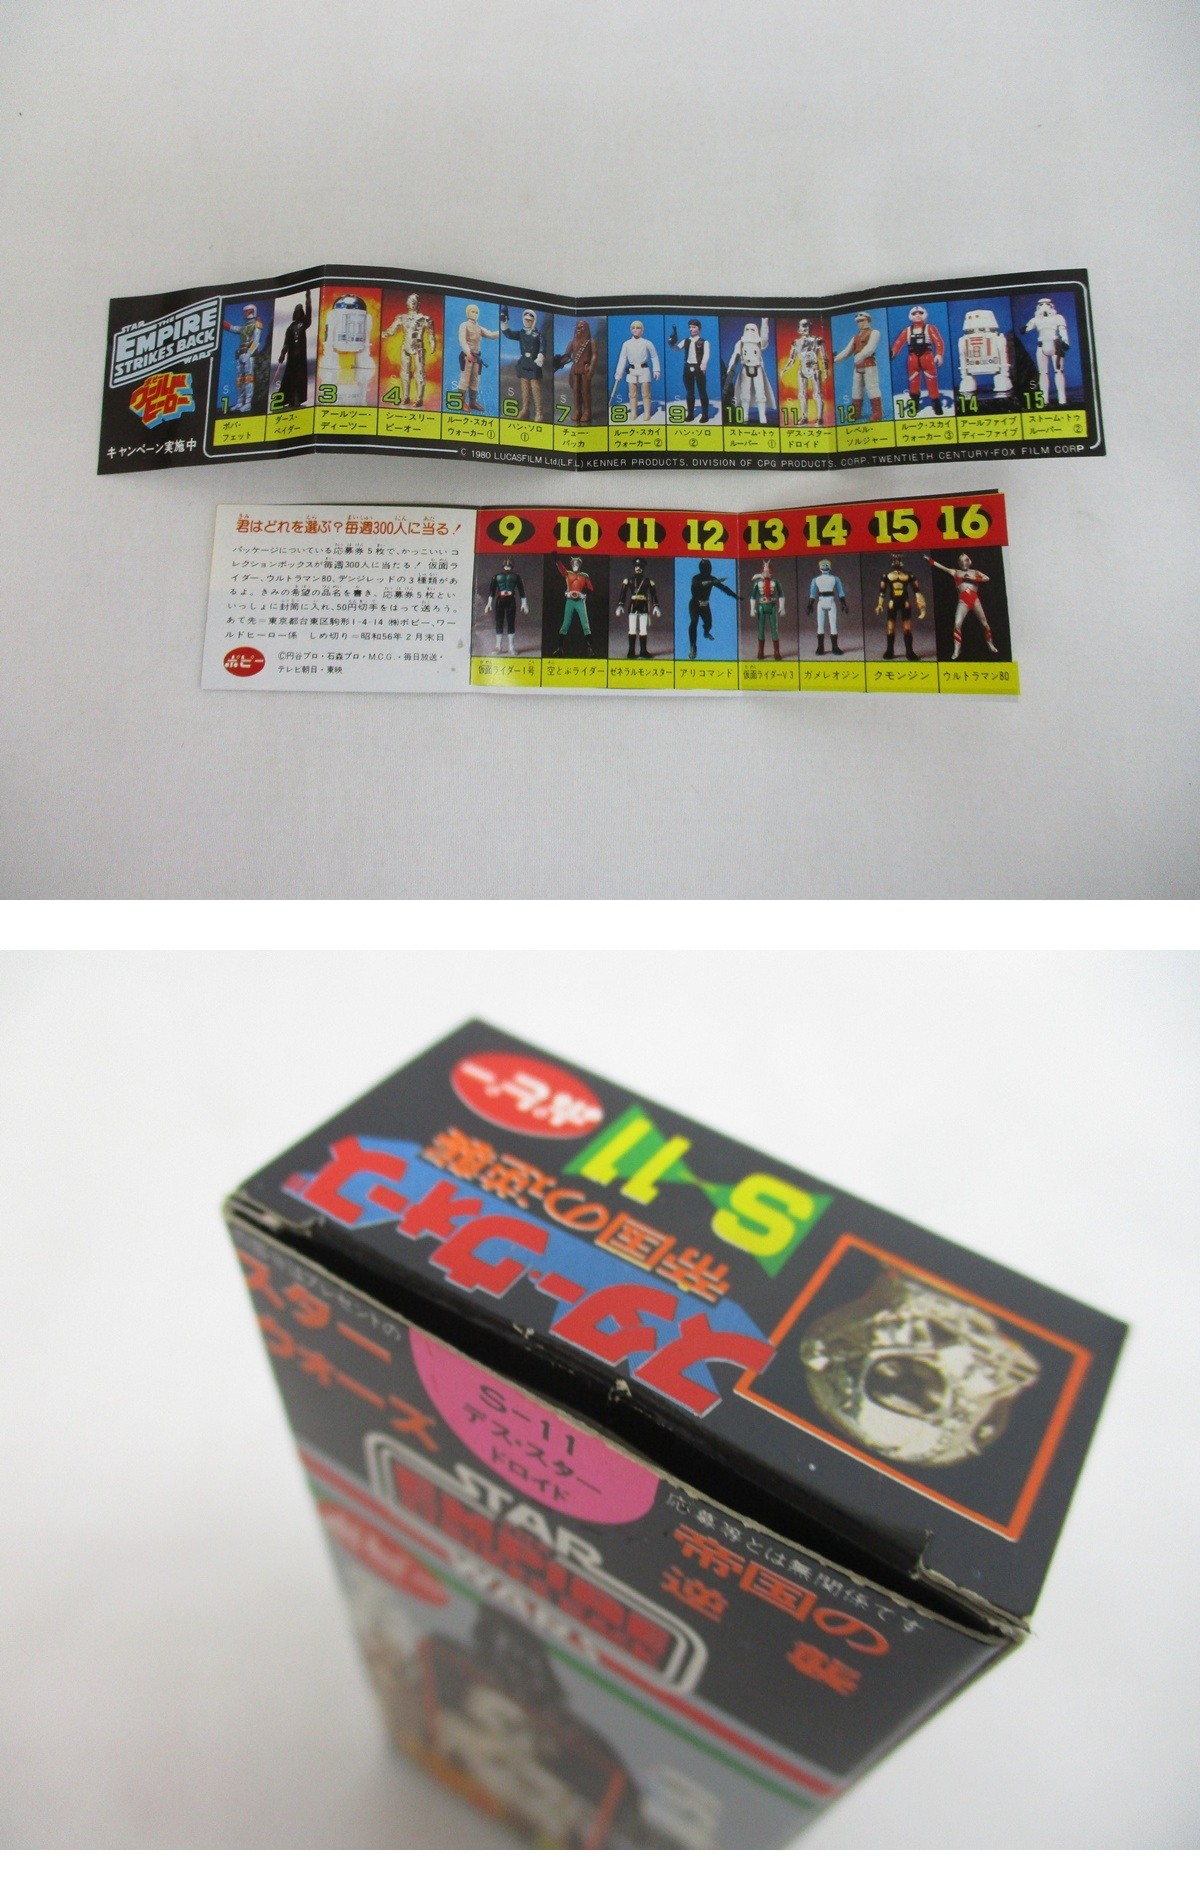 STAR THE
EMPIRE
STRIKES BACK
WARS
ワールド
ヒーロー
キャンペーン実施中
S 1
ボバ・
フェット
2
ダース・
ベイダー
3
アールツー・
ディーツー
4
シー・スリー
ピーオー
S 5
ルーク・スカイ
ウォーカー①
S 6
ハン・ソロ
①
7
チュー・
バッカ
S 8
ルーク・スカイ
ウォーカー②
S 9
ハン・ソロ
②
10
ストーム・トゥ
ルーパー①
11
デス・スター
ドロイド
S 12
レベル・
ソルジャー
S 13
ルーク・スカイ
ウォーカー③
14
アールファイブ
ディーファイブ
S 15
ストーム・トゥ
ルーパー②
C 1980 LUCASFILM Ltd(L.F.L) KENNER PRODUCTS, DIVISION OF CPG PRODUCTS, CORP. TWENTIETH CENTURY-FOX FILM CORP
君はどれを選ぶ？毎週300人に当る！
パッケージについている応募券5枚で、かっこいいコ
レクションボックスが毎週300人に当たる！仮面ラ
イダー、ウルトラマン80、デンジレッドの3種類があ
るよ。きみの希望の品名を書き、応募券5枚とい
いっしょに封筒に入れ、50円切手をはって送ろう。
あて先＝東京都台東区駒形1-4-14 ㈱ポピー、ワー
ルドヒーロー係 しめ切り＝昭和56年2月末日
ポピー
©円谷プロ・石森プロ・M.C.G.・毎日放送・
テレビ朝日・東映
9 10 11 12 13 14 15 16
仮面ライダー1号 空とぶライダー ゼネラルモンスター アリコマンド 仮面ライダーV3 ガメレオジン クモンジン ウルトラマン80
ポピー
S-11
帝国の逆襲
スター・ウォーズ
スター
ウォーズ
S-11
デス・スター
ドロイド
応募券とは無関係です
帝国の
逆襲
STAR
WARS